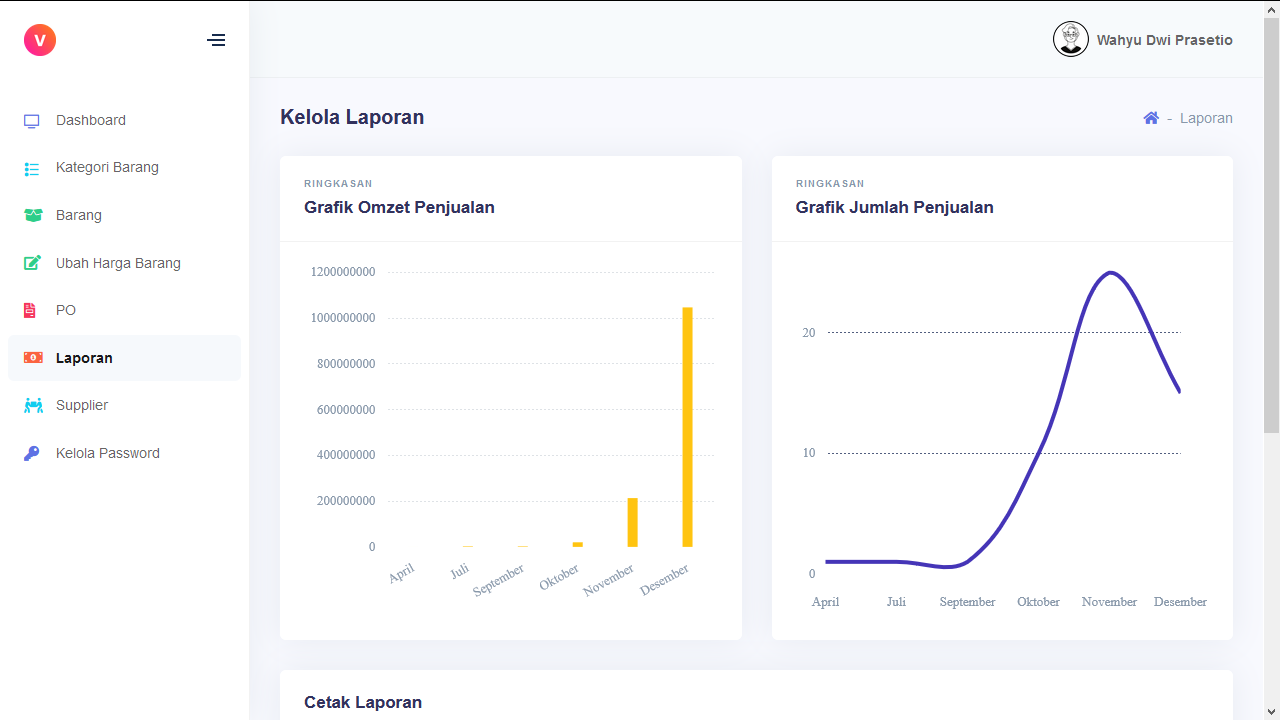 V
Wahyu Dwi Prasetio
Dashboard
Kategori Barang
Barang
Ubah Harga Barang
PO
Laporan
Supplier
Kelola Password
Kelola Laporan
- Laporan
RINGKASAN
Grafik Omzet Penjualan
1200000000
1000000000
800000000
600000000
400000000
200000000
0
April Juli September Oktober November Desember
RINGKASAN
Grafik Jumlah Penjualan
20
10
0
April Juli September Oktober November Desember
Cetak Laporan